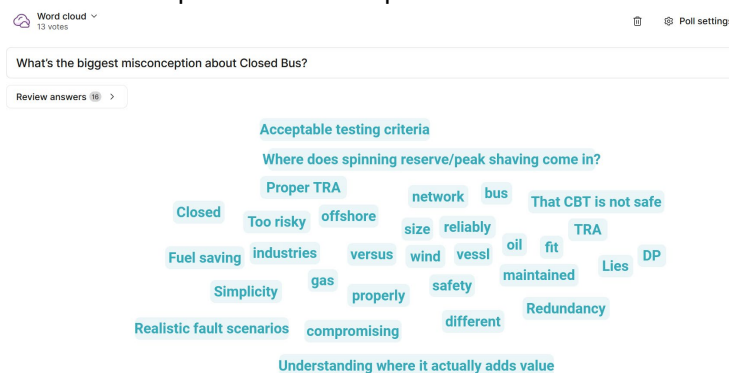 Word cloud
13 votes
Poll settings
What's the biggest misconception about Closed Bus?
Review answers 16
Acceptable testing criteria
Where does spinning reserve/peak shaving come in?
Proper TRA
network
bus
That CBT is not safe
Closed
Too risky
offshore
size
reliably
TRA
Fuel saving
industries
versus
wind
vessl
oil
fit
DP
Lies
gas
maintained
Simplicity
properly
safety
Redundancy
Realistic fault scenarios
compromising
different
Understanding where it actually adds value